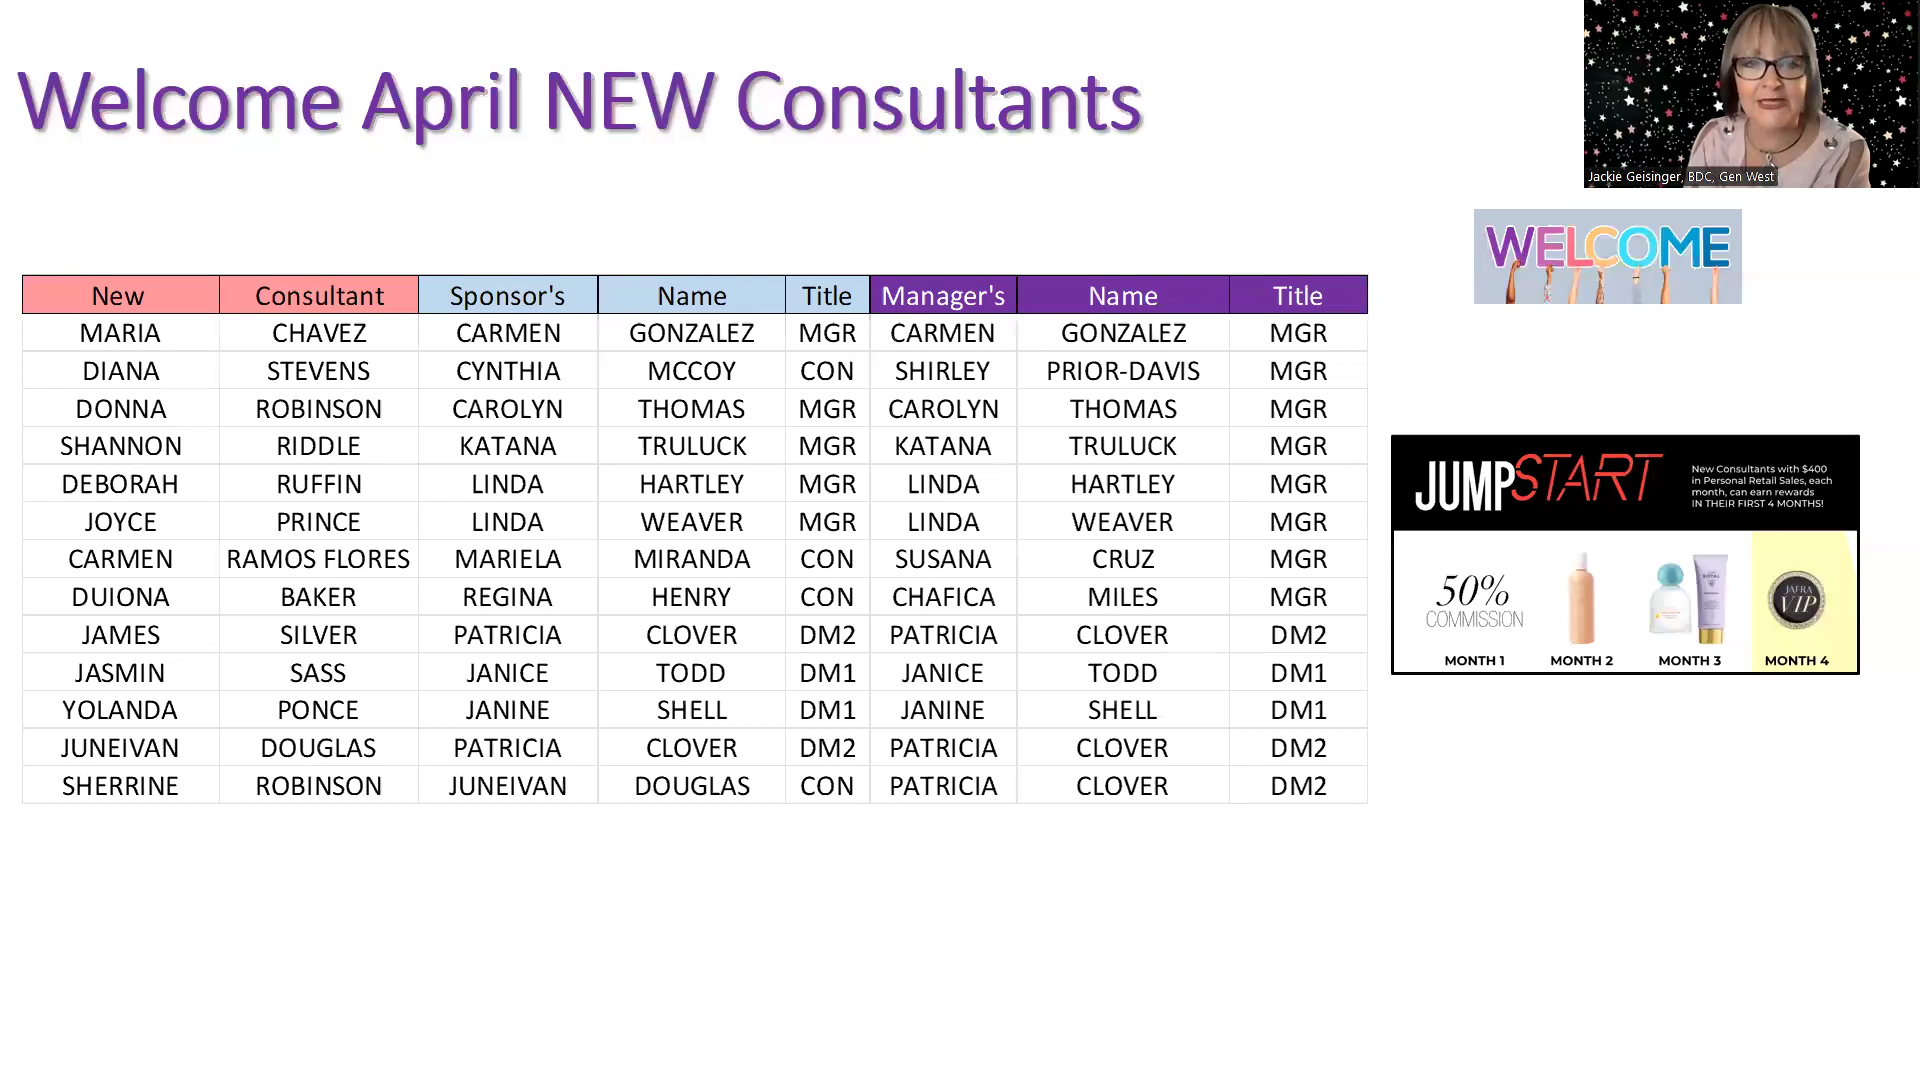 Welcome April NEW Consultants
Jackie Geisinger, BDC, Gen West
WELCOME
New Consultant Sponsor's Name Title Manager's Name Title
MARIA CHAVEZ CARMEN GONZALEZ MGR CARMEN GONZALEZ MGR
DIANA STEVENS CYNTHIA MCCOY CON SHIRLEY PRIOR-DAVIS MGR
DONNA ROBINSON CAROLYN THOMAS MGR CAROLYN THOMAS MGR
SHANNON RIDDLE KATANA TRULUCK MGR KATANA TRULUCK MGR
DEBORAH RUFFIN LINDA HARTLEY MGR LINDA HARTLEY MGR
JOYCE PRINCE LINDA WEAVER MGR LINDA WEAVER MGR
CARMEN RAMOS FLORES MARIELA MIRANDA CON SUSANA CRUZ MGR
DUIONA BAKER REGINA HENRY CON CHAFICA MILES MGR
JAMES SILVER PATRICIA CLOVER DM2 PATRICIA CLOVER DM2
JASMIN SASS JANICE TODD DM1 JANICE TODD DM1
YOLANDA PONCE JANINE SHELL DM1 JANINE SHELL DM1
JUNEIVAN DOUGLAS PATRICIA CLOVER DM2 PATRICIA CLOVER DM2
SHERRINE ROBINSON JUNEIVAN DOUGLAS CON PATRICIA CLOVER DM2
JUMPSTART
New Consultants with $400
in Personal Retail Sales, each
month, can earn rewards
IN THEIR FIRST 4 MONTHS!
50%
COMMISSION
ROYAL
JAFRA
VIP
MONTH 1 MONTH 2 MONTH 3 MONTH 4